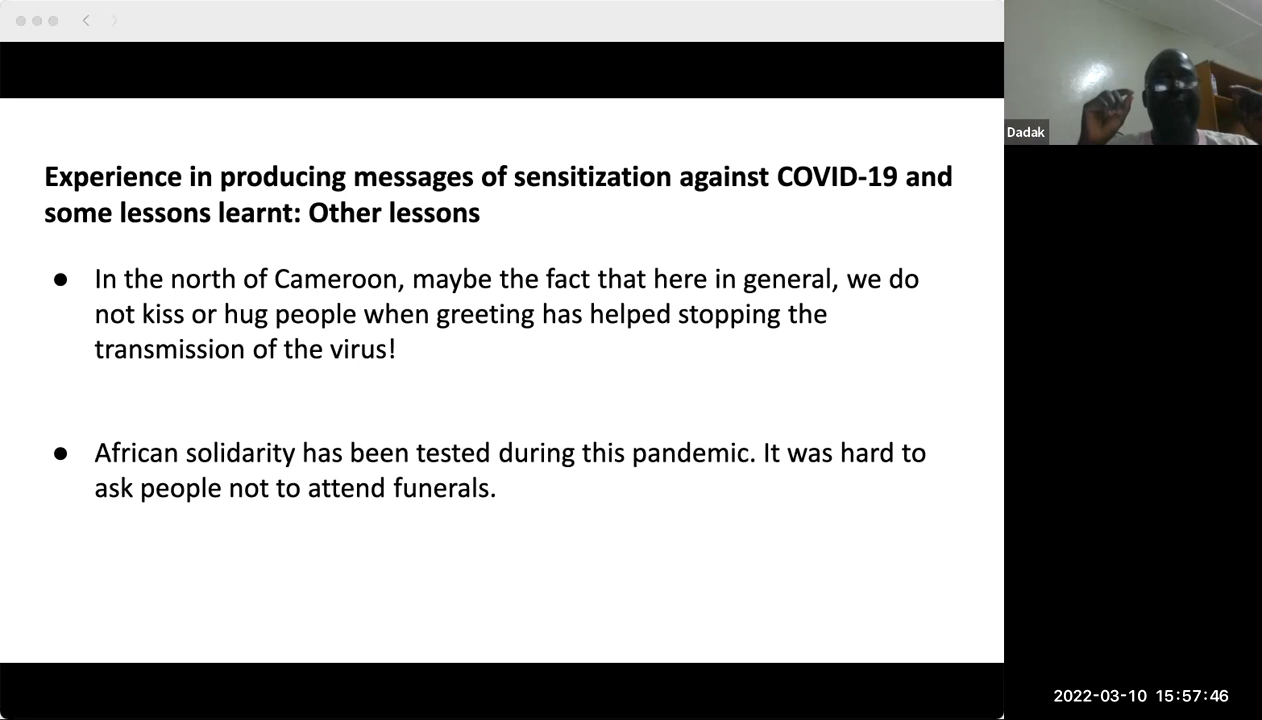 Experience in producing messages of sensitization against COVID-19 and
some lessons learnt: Other lessons
● In the north of Cameroon, maybe the fact that here in general, we do
not kiss or hug people when greeting has helped stopping the
transmission of the virus!
● African solidarity has been tested during this pandemic. It was hard to
ask people not to attend funerals.
Dadak
2022-03-10 15:57:46